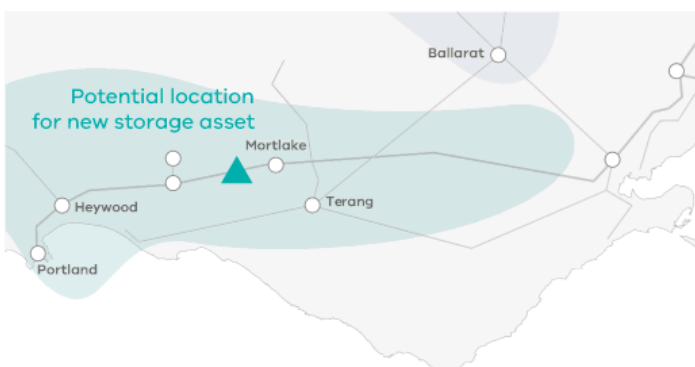 Ballarat
Potential location
for new storage asset
Mortlake
Heywood
Terang
Portland